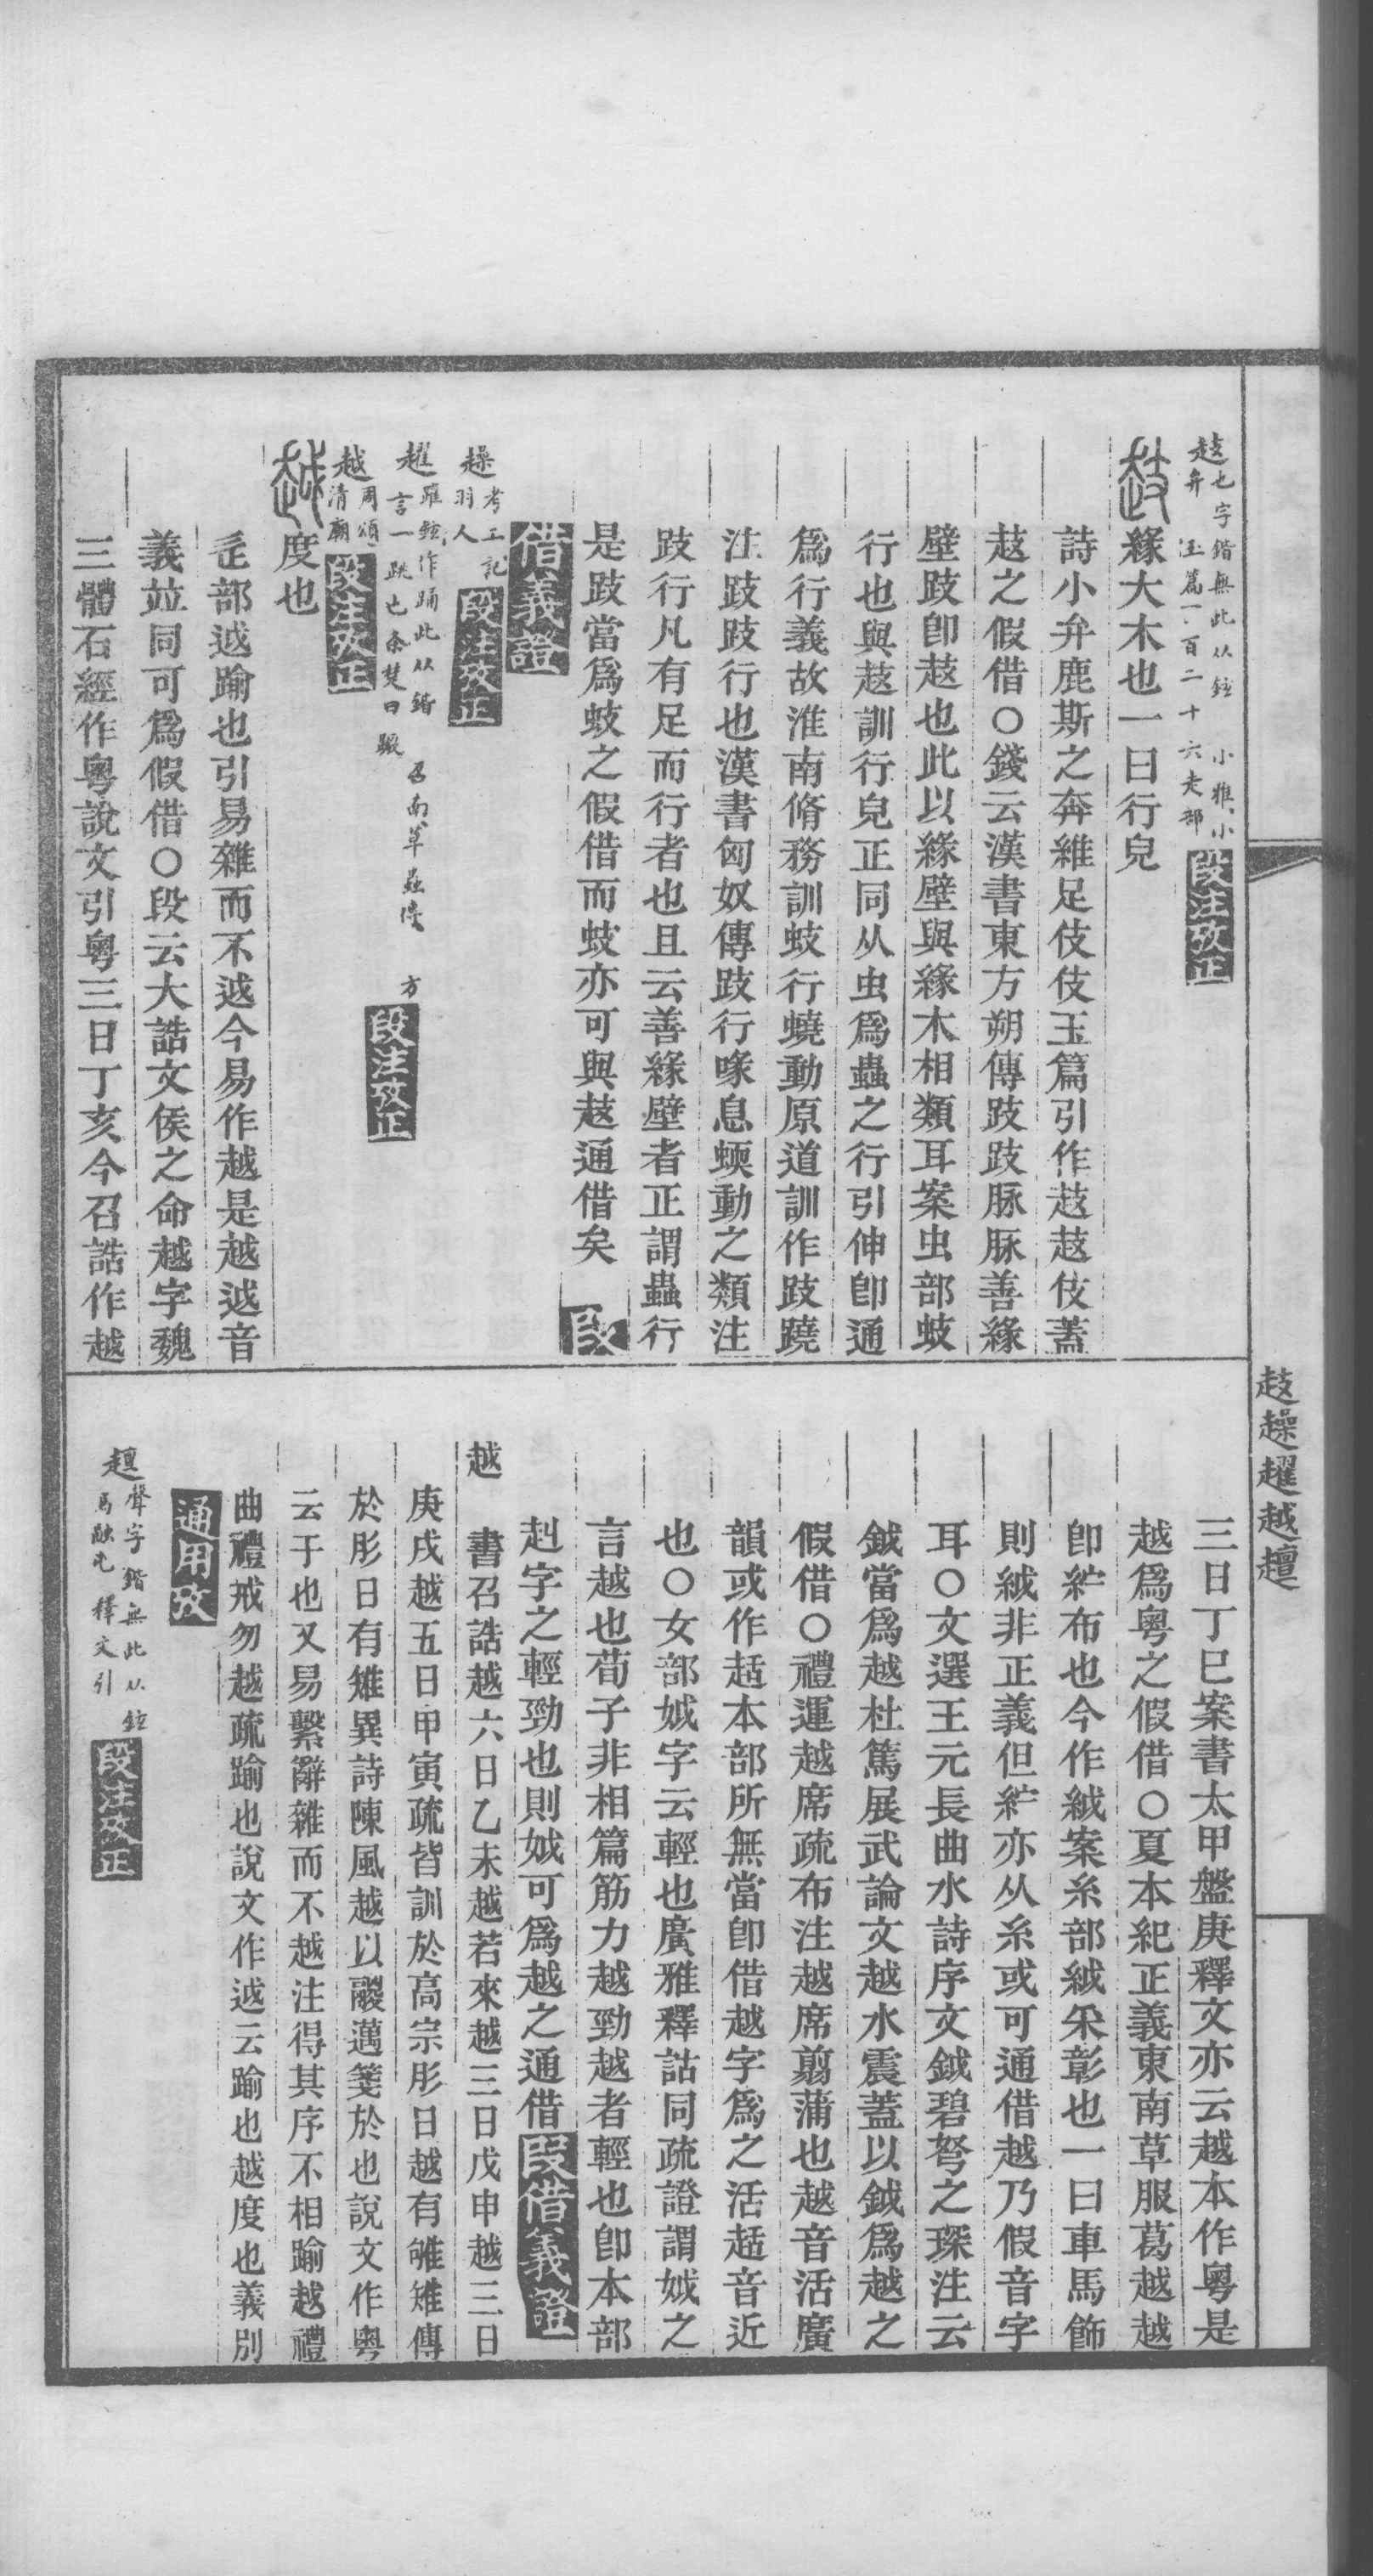 趌七字鍇無此从鉉 小雅小
弁 玉篇一百二十六走部 段注攷正
𧺆緣大木也一曰行皃
詩小弁鹿斯之奔維足伎伎玉篇引作𧺆𧺆伎蓋
𧺆之假借○錢云漢書東方朔傳跂跂脉脉善緣
壁跂卽𧺆也此以緣壁與緣木相類耳案虫部蚑
行也與𧺆訓行皃正同从虫爲蟲之行引伸卽通
爲行義故淮南脩務訓蚑行蟯動原道訓作跂蹺
注跂跂行也漢書匈奴傳跂行喙息蝡動之類注
跂行凡有足而行者也且云善緣壁者正謂蟲行
是跂當爲蚑之假借而蚑亦可與𧺆通借矣 段
借義證
趮考工記
羽人 段注攷正
趯雖鉉作踊此从鍇 召南草蟲傳 方
言一跌也余楚曰 段注攷正
越周頌
清廟 段注攷正
越度也
辵部䢲踰也引易雜而不䢲今易作越是越䢲音
義竝同可爲假借○段云大誥文侯之命越字魏
三體石經作粵說文引粵三日丁亥今召誥作越
三日丁巳案書太甲盤庚釋文亦云越本作粵是
越爲粵之假借○夏本紀正義東南草服葛越越
卽紵布也今作絨案糸部絨采彰也一曰車馬飾
則絨非正義但紵亦从糸或可通借越乃假音字
耳○文選王元長曲水詩序文鉞碧砮之琛注云
鉞當爲越杜篤展武論文越水震蓋以鉞爲越之
假借○禮運越席疏布注越席翦蒲也越音活廣
韻或作趏本部所無當卽借越字爲之活趏音近
也○女部娍字云輕也廣雅釋詁同疏證謂娍之
言越也荀子非相篇筋力越勁越者輕也卽本部
赳字之輕勁也則娍可爲越之通借 段借義證
越 書召誥越六日乙未越若來越三日戊申越三日
庚戌越五日甲寅疏皆訓於高宗肜日越有雊雉傳
於肜日有雉異詩陳風越以鬷邁箋於也說文作粵
云于也又易繫辭雜而不越注得其序不相踰越禮
曲禮戒勿越疏踰也說文作䢲云踰也越度也義別
通用攷
趩聲字鍇無此从鉉
馬融 釋文引 段注攷正
𧺆趮趯越趩